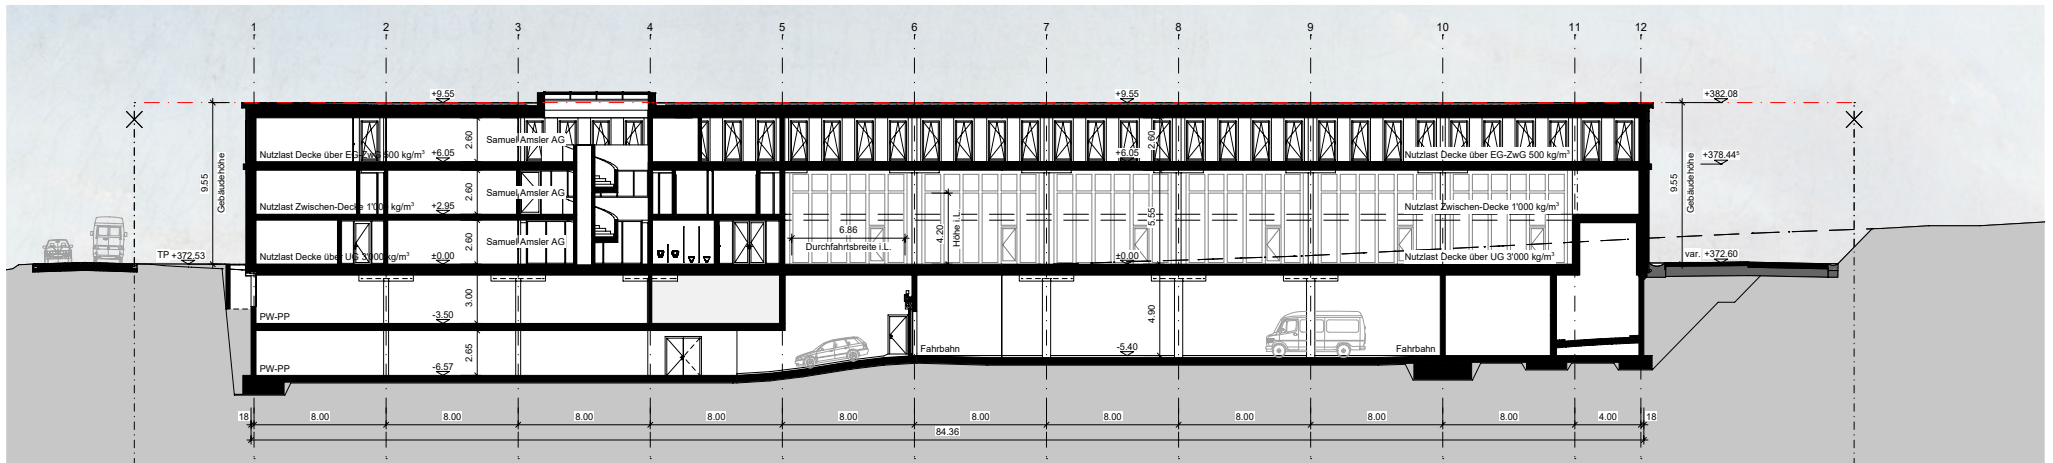 1 2 3 4 5 6 7 8 9 10 11 12
+9.55 +9.55 +382.08
2.60 Samuel Amsler AG 2.60
Nutzlast Decke über EG-ZwG 500 kg/m³ +6.05 +6.05 Nutzlast Decke über EG-ZwG 500 kg/m³ +378.44⁵
9.55 Gebäudehöhe 9.55 Gebäudehöhe
2.60 Samuel Amsler AG
Nutzlast Zwischen-Decke 1'000 kg/m³ +2.95 Nutzlast Zwischen-Decke 1'000 kg/m³
4.20 Höhe i.L. 5.55
6.86
Durchfahrtsbreite i.L.
2.60 Samuel Amsler AG
TP +372.53 Nutzlast Decke über UG 3'000 kg/m³ ±0.00 ±0.00 Nutzlast Decke über UG 3'000 kg/m³ var. +372.60
3.00 4.90
PW-PP -3.50
2.65
Fahrbahn -5.40 Fahrbahn
PW-PP -6.57
18 8.00 8.00 8.00 8.00 8.00 8.00 8.00 8.00 8.00 8.00 4.00 18
84.36